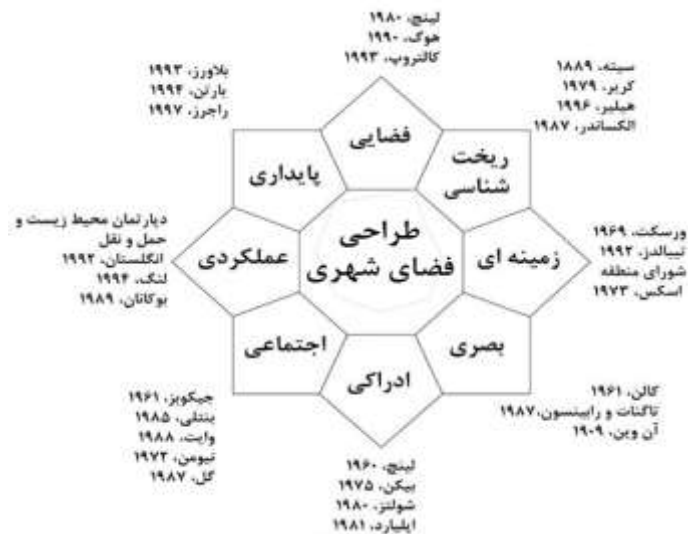 لینچ، ۱۹۸۰
هوک، ۱۹۹۰
کالتروپ، ۱۹۹۳
سیته، ۱۸۸۹
کریر، ۱۹۷۹
هیلیر، ۱۹۹۶
الکساندر، ۱۹۸۷
بلاورز، ۱۹۹۳
بارتن، ۱۹۹۴
راجرز، ۱۹۹۷
فضایی
ریخت
شناسی
پایداری
طراحی
فضای شهری
زمینه ای
عملکردی
ورسکت، ۱۹۶۹
تیبالدز، ۱۹۹۲
شورای منطقه
اسکس، ۱۹۷۳
دپارتمان محیط زیست و
حمل و نقل
انگلستان، ۱۹۹۲
لنگ، ۱۹۹۴
بوکانان، ۱۹۸۹
بصری
اجتماعی
ادراکی
کالن، ۱۹۶۱
تاگنات و رابینسون،۱۹۸۷
آن وین، ۱۹۰۹
جیکوبز، ۱۹۶۱
بنتلی، ۱۹۸۵
وایت، ۱۹۸۸
نیومن، ۱۹۷۲
گل، ۱۹۸۷
لینچ، ۱۹۶۰
بیکن، ۱۹۷۵
شولتز، ۱۹۸۰
اپلیارد، ۱۹۸۱